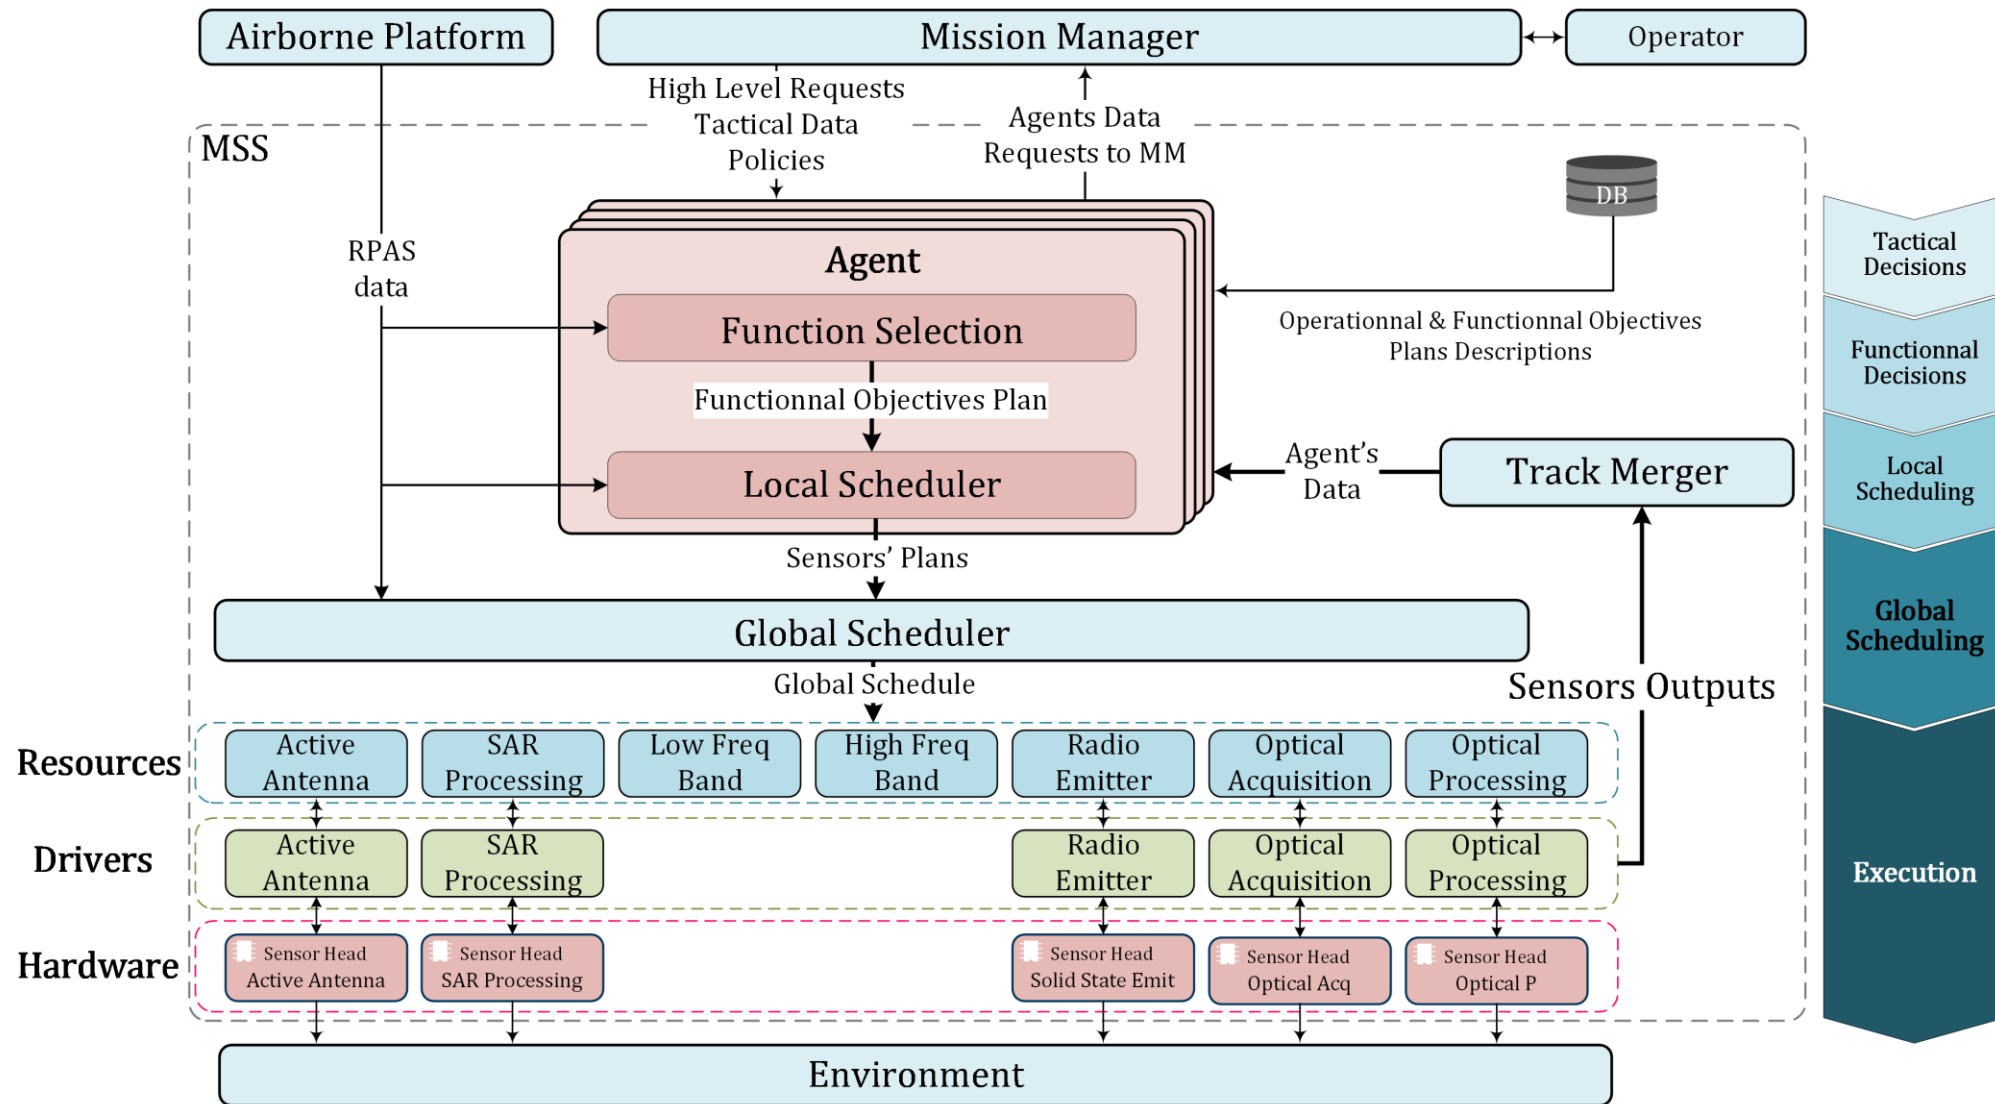 Airborne Platform
Mission Manager
Operator
High Level Requests
Tactical Data
Policies
Agents Data
Requests to MM
MSS
DB
RPAS
data
Agent
Function Selection
Functionnal Objectives Plan
Local Scheduler
Operationnal & Functionnal Objectives
Plans Descriptions
Agent's
Data
Track Merger
Sensors' Plans
Global Scheduler
Global Schedule
Sensors Outputs
Resources
Active
Antenna
SAR
Processing
Low Freq
Band
High Freq
Band
Radio
Emitter
Optical
Acquisition
Optical
Processing
Drivers
Active
Antenna
SAR
Processing
Radio
Emitter
Optical
Acquisition
Optical
Processing
Hardware
Sensor Head
Active Antenna
Sensor Head
SAR Processing
Sensor Head
Solid State Emit
Sensor Head
Optical Acq
Sensor Head
Optical P
Environment
Tactical
Decisions
Functionnal
Decisions
Local
Scheduling
Global
Scheduling
Execution